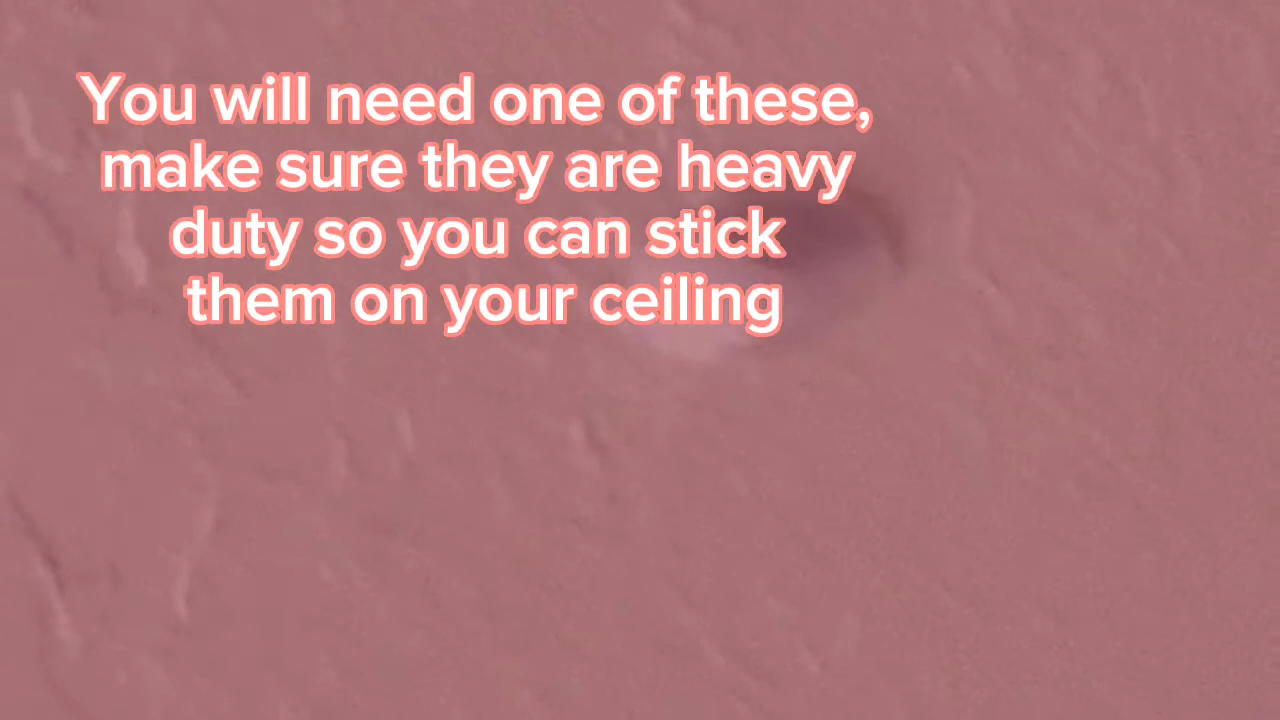 You will need one of these,
make sure they are heavy
duty so you can stick
them on your ceiling